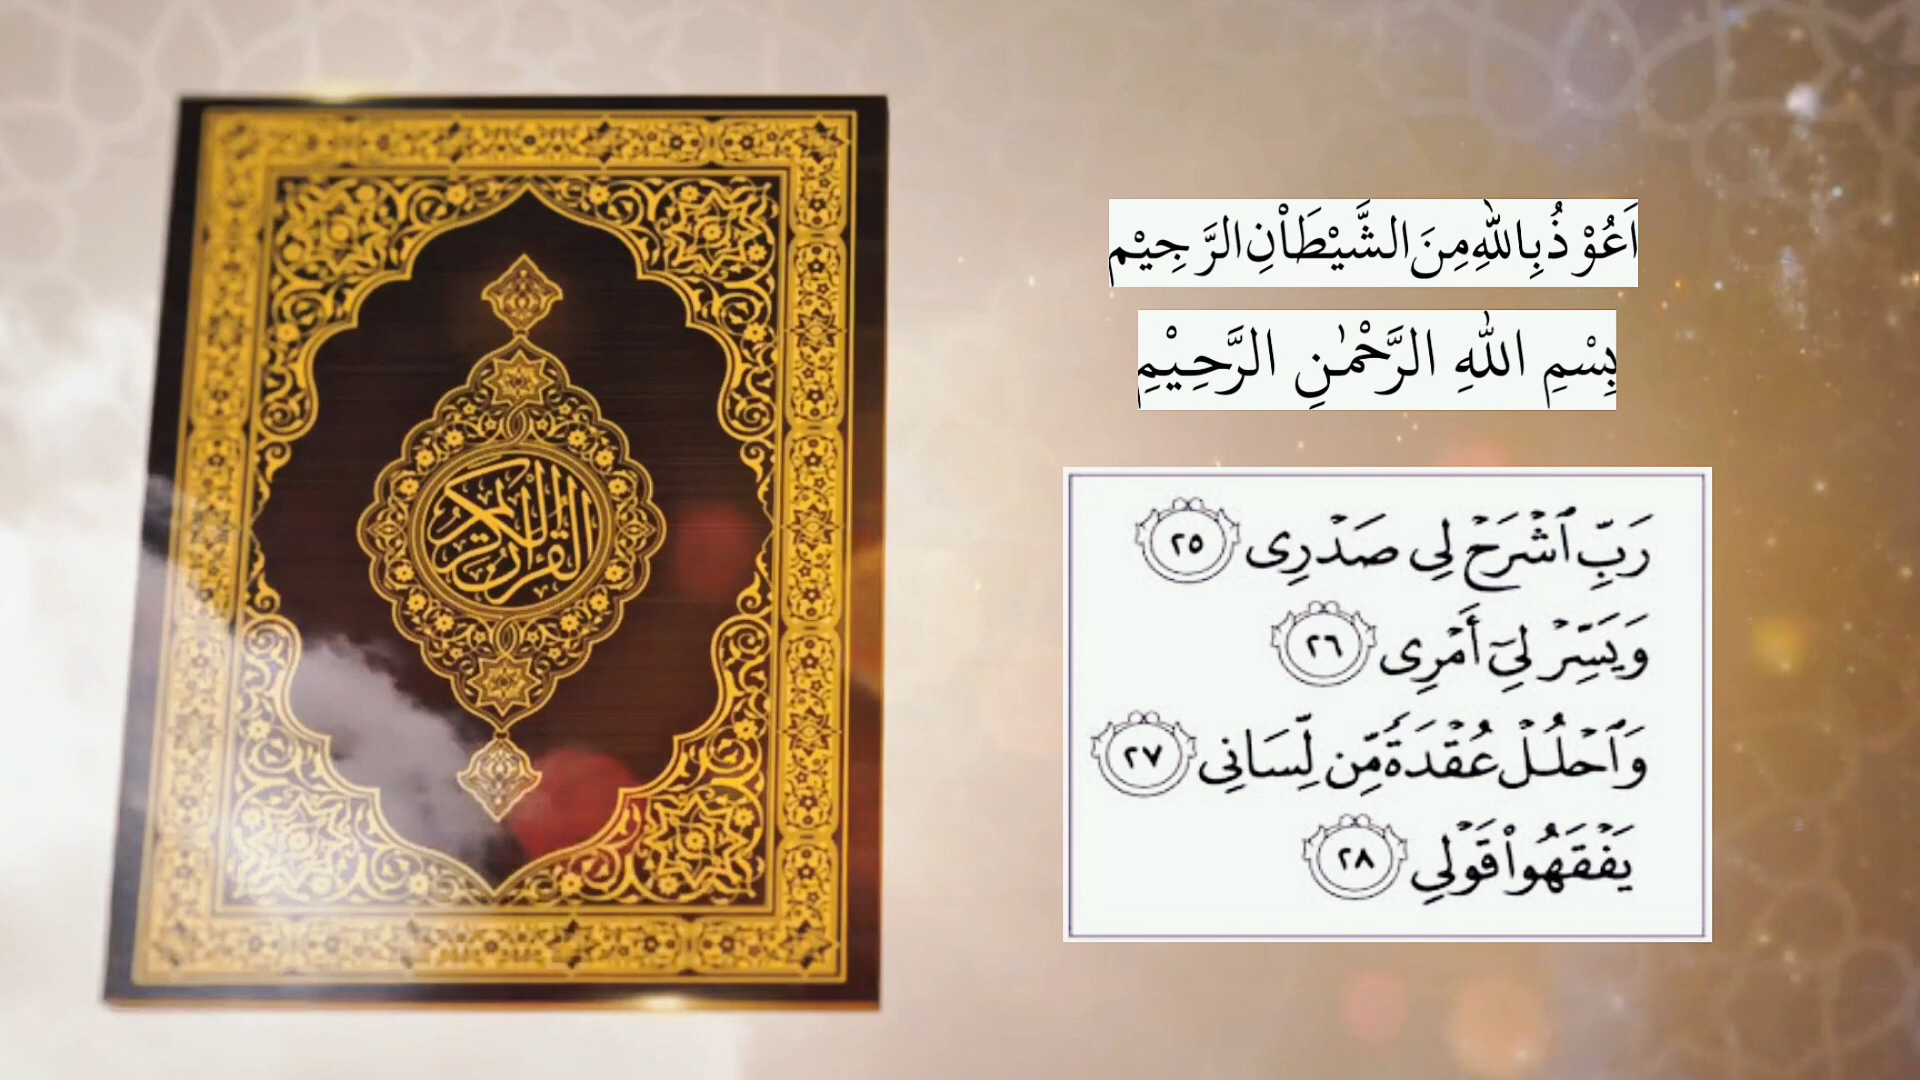 القرآن الكريم
اَعُوْذُ بِاللّٰهِ مِنَ الشَّيْطَاْنِ الرَّجِيْم
بِسْمِ اللّٰهِ الرَّحْمٰنِ الرَّحِيْمِ
رَبِّ ٱشْرَحْ لِى صَدْرِى ٢٥
وَيَسِّرْ لِىٓ أَمْرِى ٢٦
وَٱحْلُلْ عُقْدَةً مِّن لِّسَانِى ٢٧
يَفْقَهُوا۟ قَوْلِى ٢٨